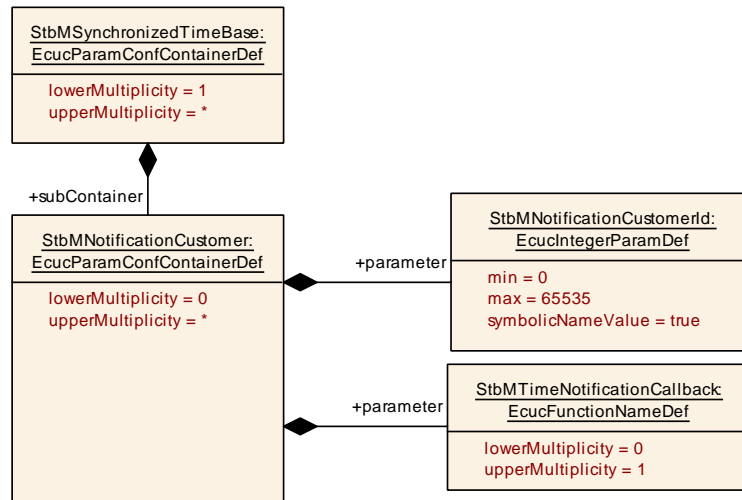 StbMSynchronizedTimeBase:
EcucParamConfContainerDef
lowerMultiplicity = 1
upperMultiplicity = *
+subContainer
StbMNotificationCustomer:
EcucParamConfContainerDef
lowerMultiplicity = 0
upperMultiplicity = *
+parameter
StbMNotificationCustomerId:
EcucIntegerParamDef
min = 0
max = 65535
symbolicNameValue = true
+parameter
StbMTimeNotificationCallback:
EcucFunctionNameDef
lowerMultiplicity = 0
upperMultiplicity = 1